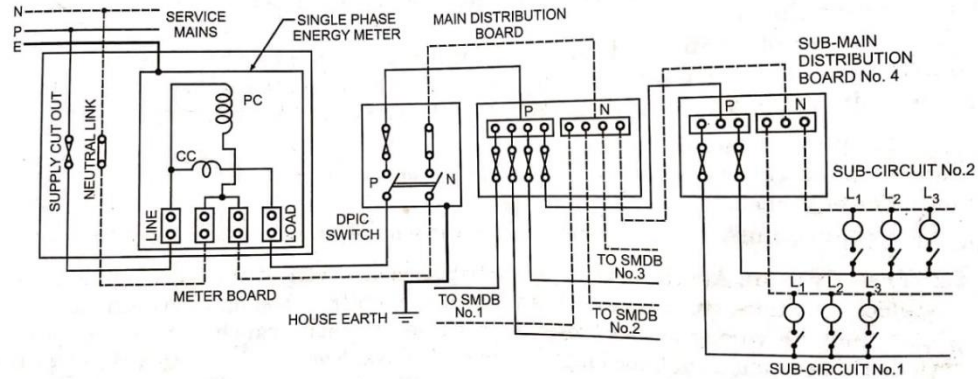 N
P
E
SERVICE
MAINS
SINGLE PHASE
ENERGY METER
MAIN DISTRIBUTION
BOARD
SUB-MAIN
DISTRIBUTION
BOARD No. 4
SUPPLY CUT OUT
NEUTRAL LINK
PC
CC
LINE
LOAD
METER BOARD
P
N
DPIC
SWITCH
HOUSE EARTH
P
N
TO SMDB
No.1
TO SMDB
No.2
TO SMDB
No.3
P
N
SUB-CIRCUIT No.2
L1 L2 L3
L1 L2 L3
SUB-CIRCUIT No.1